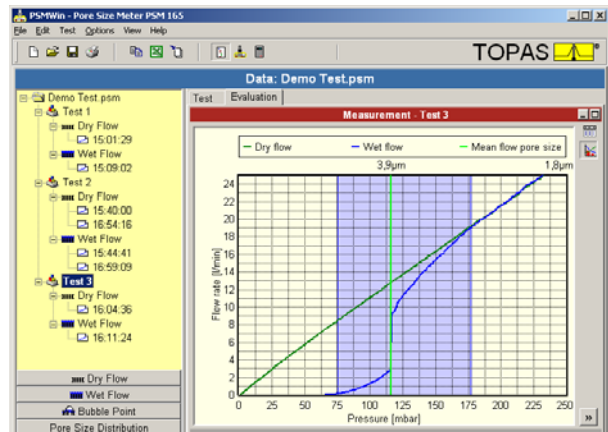 PSMWin - Pore Size Meter PSM 165
File Edit Test Options View Help
TOPAS
Data: Demo Test.psm
Demo Test.psm
Test 1
Dry Flow
15:01:29
Wet Flow
15:09:02
Test 2
Dry Flow
15:40:00
16:54:16
Wet Flow
15:44:41
16:59:09
Test 3
Dry Flow
16:04:36
Wet Flow
16:11:24
Dry Flow
Wet Flow
Bubble Point
Pore Size Distribution
Test Evaluation
Measurement - Test 3
Dry flow Wet flow Mean flow pore size
3,9µm 1,8µm
24
22
20
18
16
14
12
10
8
6
4
2
0
Flow rate [l/min]
0 25 50 75 100 125 150 175 200 225 250
Pressure [mbar]
»